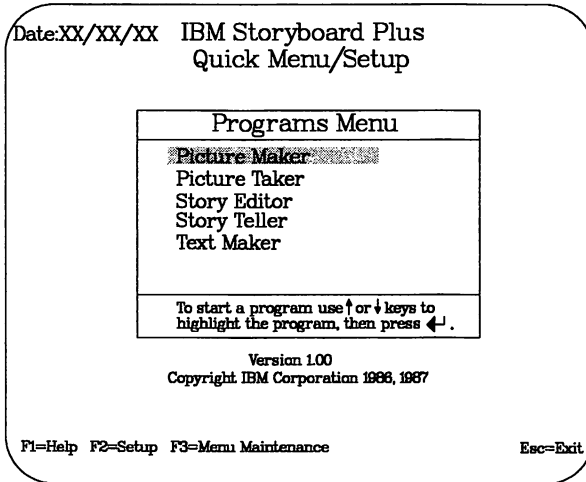 Date:XX/XX/XX IBM Storyboard Plus
Quick Menu/Setup
Programs Menu
Picture Maker
Picture Taker
Story Editor
Story Teller
Text Maker
To start a program use ↑ or ↓ keys to
highlight the program, then press ↵.
Version 1.00
Copyright IBM Corporation 1986, 1987
F1=Help F2=Setup F3=Menu Maintenance Esc=Exit